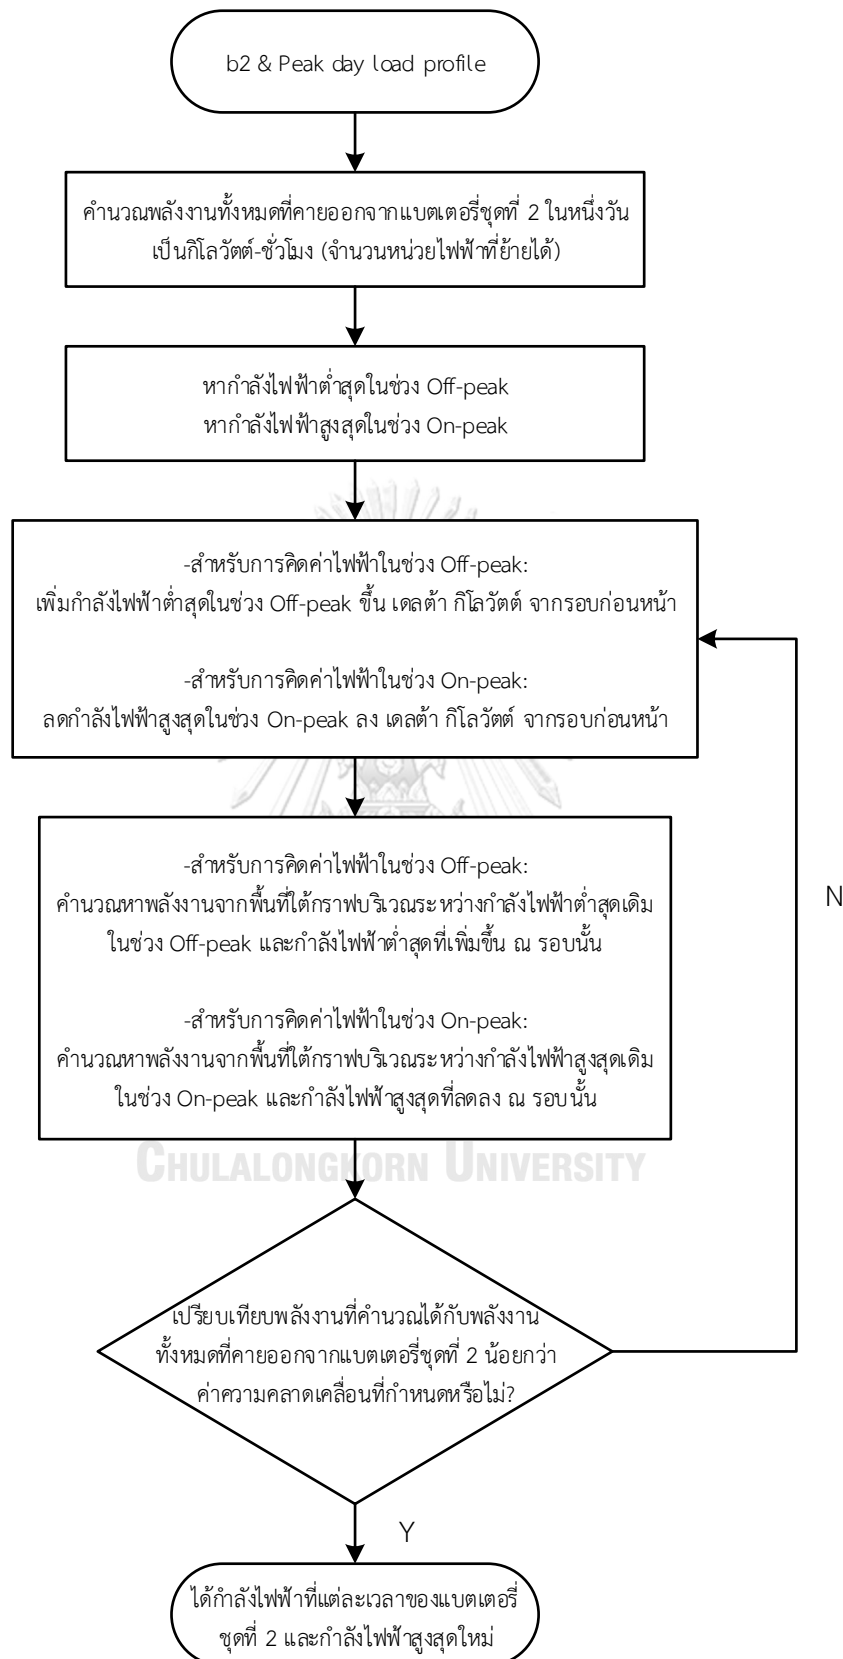 b2 & Peak day load profile
คำนวณพลังงานทั้งหมดที่คายออกจากแบตเตอรี่ชุดที่ 2 ในหนึ่งวัน
เป็นกิโลวัตต์-ชั่วโมง (จำนวนหน่วยไฟฟ้าที่ย้ายได้)
หากำลังไฟฟ้าต่ำสุดในช่วง Off-peak
หากำลังไฟฟ้าสูงสุดในช่วง On-peak
-สำหรับการคิดค่าไฟฟ้าในช่วง Off-peak:
เพิ่มกำลังไฟฟ้าต่ำสุดในช่วง Off-peak ขึ้น เดลต้า กิโลวัตต์ จากรอบก่อนหน้า
-สำหรับการคิดค่าไฟฟ้าในช่วง On-peak:
ลดกำลังไฟฟ้าสูงสุดในช่วง On-peak ลง เดลต้า กิโลวัตต์ จากรอบก่อนหน้า
-สำหรับการคิดค่าไฟฟ้าในช่วง Off-peak:
คำนวณหาพลังงานจากพื้นที่ใต้กราฟบริเวณระหว่างกำลังไฟฟ้าต่ำสุดเดิม
ในช่วง Off-peak และกำลังไฟฟ้าต่ำสุดที่เพิ่มขึ้น ณ รอบนั้น
N
-สำหรับการคิดค่าไฟฟ้าในช่วง On-peak:
คำนวณหาพลังงานจากพื้นที่ใต้กราฟบริเวณระหว่างกำลังไฟฟ้าสูงสุดเดิม
ในช่วง On-peak และกำลังไฟฟ้าสูงสุดที่ลดลง ณ รอบนั้น
CHULALONGKORN UNIVERSITY
เปรียบเทียบพลังงานที่คำนวณได้กับพลังงาน
ทั้งหมดที่คายออกจากแบตเตอรี่ชุดที่ 2 น้อยกว่า
ค่าความคลาดเคลื่อนที่กำหนดหรือไม่?
Y
ได้กำลังไฟฟ้าที่แต่ละเวลาของแบตเตอรี่
ชุดที่ 2 และกำลังไฟฟ้าสูงสุดใหม่